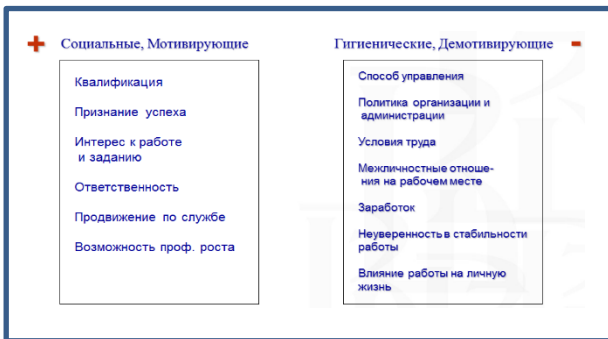 + Социальные, Мотивирующие
Квалификация
Признание успеха
Интерес к работе
и заданию
Ответственность
Продвижение по службе
Возможность проф. роста
Гигиенические, Демотивирующие -
Способ управления
Политика организации и
администрации
Условия труда
Межличностные отноше-
ния на рабочем месте
Заработок
Неуверенность в стабильности
работы
Влияние работы на личную
жизнь